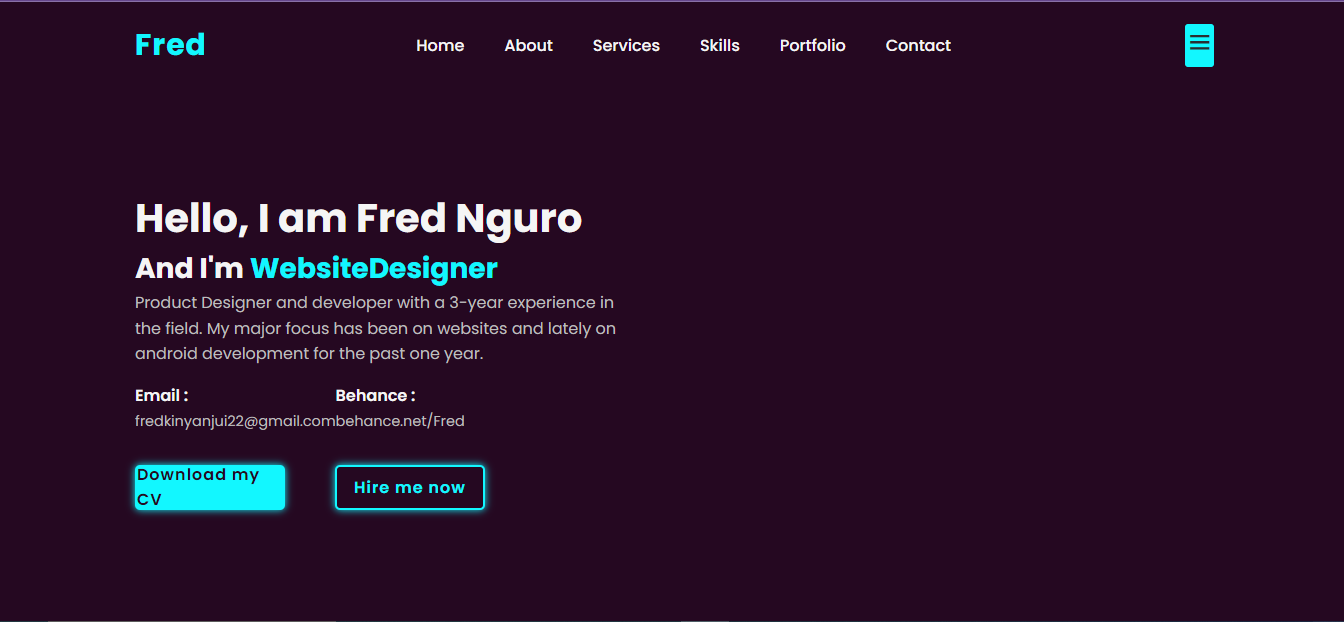 Fred
Home About Services Skills Portfolio Contact
Hello, I am Fred Nguro
And I'm WebsiteDesigner
Product Designer and developer with a 3-year experience in
the field. My major focus has been on websites and lately on
android development for the past one year.
Email : Behance :
fredkinyanjui22@gmail.combehance.net/Fred
Download my
CV
Hire me now